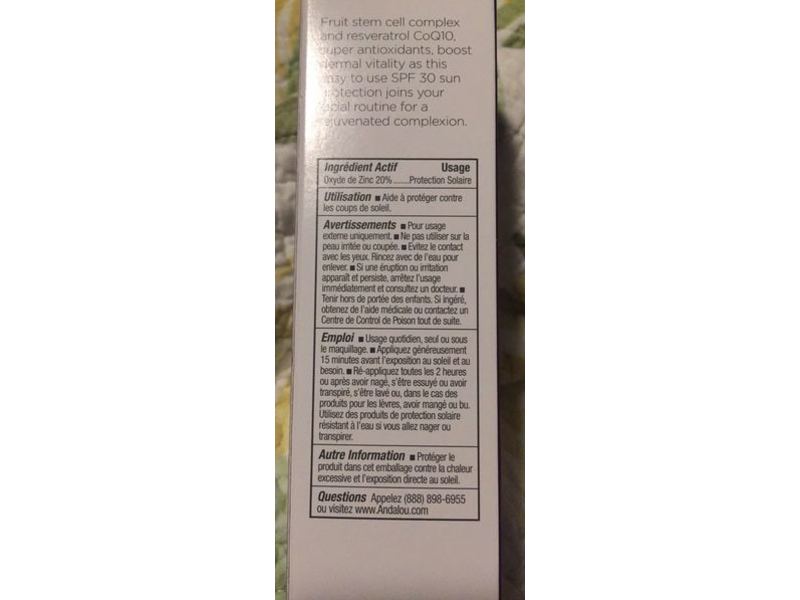 Fruit stem cell complex
and resveratrol CoQ10,
super antioxidants, boost
dermal vitality as this
easy to use SPF 30 sun
protection joins your
facial routine for a
rejuvenated complexion.
Ingrédient Actif Usage
Oxyde de Zinc 20%......Protection Solaire
Utilisation ■ Aide à protéger contre
les coups de soleil.
Avertissements ■ Pour usage
externe uniquement. ■ Ne pas utiliser sur la
peau irritée ou coupée. ■ Evitez le contact
avec les yeux. Rincez avec de l'eau pour
enlever. ■ Si une éruption ou irritation
apparaît et persiste, arrêtez l'usage
immédiatement et consultez un docteur. ■
Tenir hors de portée des enfants. Si ingéré,
obtenez de l'aide médicale ou contactez un
Centre de Control de Poison tout de suite.
Emploi ■ Usage quotidien, seul ou sous
le maquillage. ■ Appliquez généreusement
15 minutes avant l'exposition au soleil et au
besoin. ■ Ré-appliquez toutes les 2 heures
ou après avoir nagé, s'être essuyé ou avoir
transpiré, s'être lavé ou, dans le cas des
produits pour les lèvres, avoir mangé ou bu.
Utilisez des produits de protection solaire
résistant à l'eau si vous allez nager ou
transpirer.
Autre Information ■ Protéger le
produit dans cet emballage contre la chaleur
excessive et l'exposition directe au soleil.
Questions Appelez (888) 898-6955
ou visitez www.Andalou.com